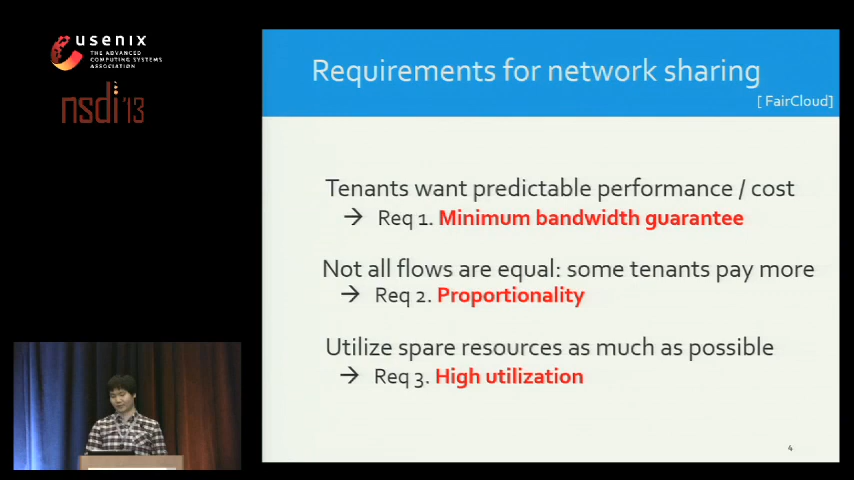 usenix
THE ADVANCED
COMPUTING SYSTEMS
ASSOCIATION
nsdi '13
Requirements for network sharing
[ FairCloud]
Tenants want predictable performance / cost
→ Req 1. Minimum bandwidth guarantee
Not all flows are equal: some tenants pay more
→ Req 2. Proportionality
Utilize spare resources as much as possible
→ Req 3. High utilization
4